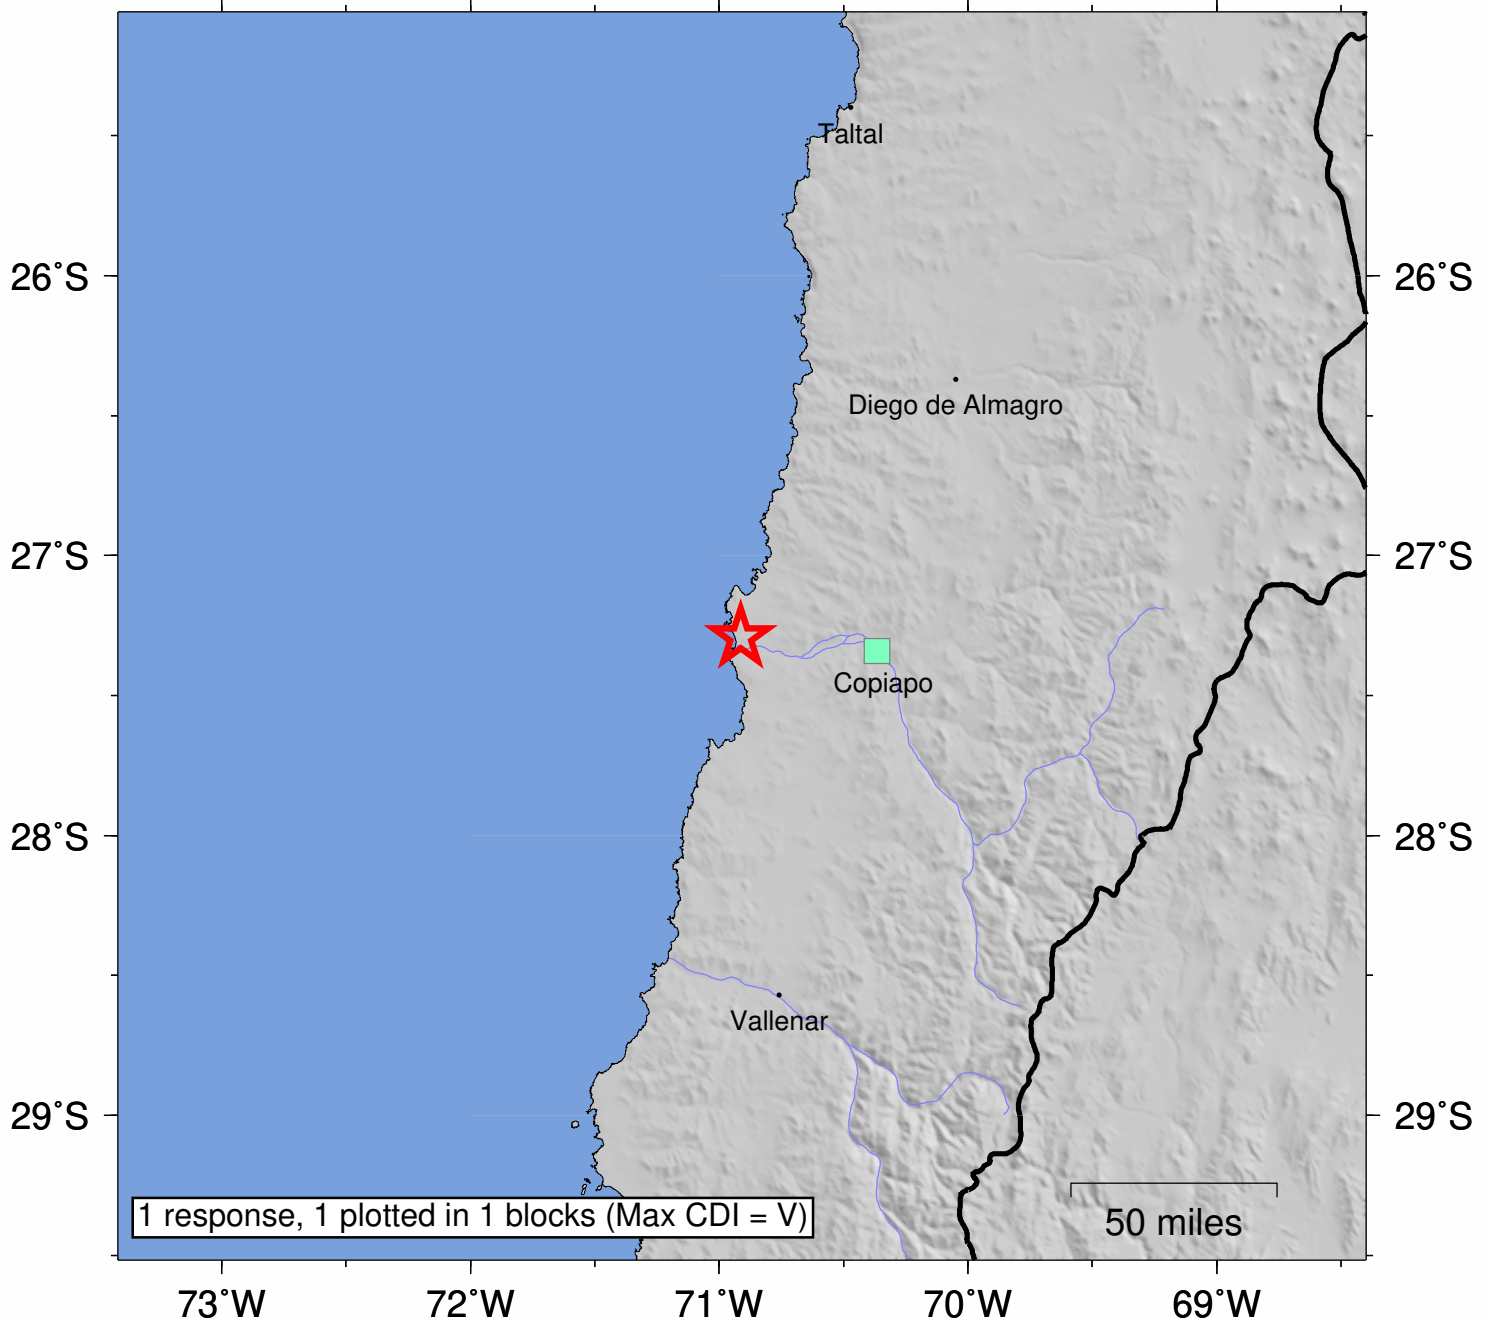 Taltal
26°S
26°S
Diego de Almagro
27°S
27°S
Copiapo
28°S
28°S
Vallenar
29°S
29°S
1 response, 1 plotted in 1 blocks (Max CDI = V)
50 miles
73°W
72°W
71°W
70°W
69°W